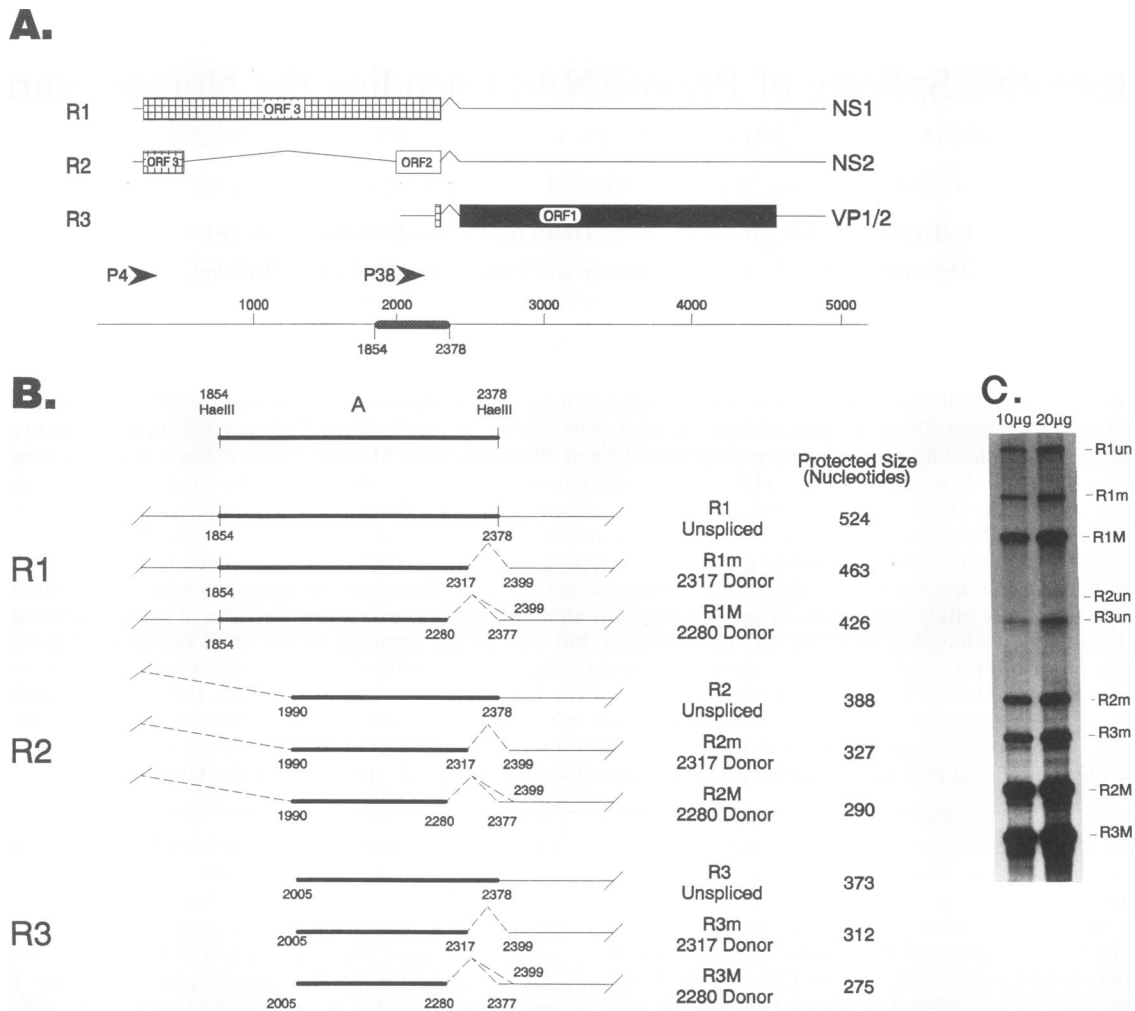 A.
R1
ORF 3
NS1
R2
ORF 3
ORF2
NS2
R3
ORF1
VP1/2
P4
P38
1000
2000
3000
4000
5000
1854
2378
B.
1854
HaeIII
A
2378
HaeIII
Protected Size
(Nucleotides)
R1
1854
2378
R1
Unspliced
524
1854
2317
2399
R1m
2317 Donor
463
1854
2280
2377
2399
R1M
2280 Donor
426
R2
1990
2378
R2
Unspliced
388
1990
2317
2399
R2m
2317 Donor
327
1990
2280
2377
2399
R2M
2280 Donor
290
R3
2005
2378
R3
Unspliced
373
2005
2317
2399
R3m
2317 Donor
312
2005
2280
2377
2399
R3M
2280 Donor
275
C.
10µg 20µg
R1un
R1m
R1M
R2un
R3un
R2m
R3m
R2M
R3M